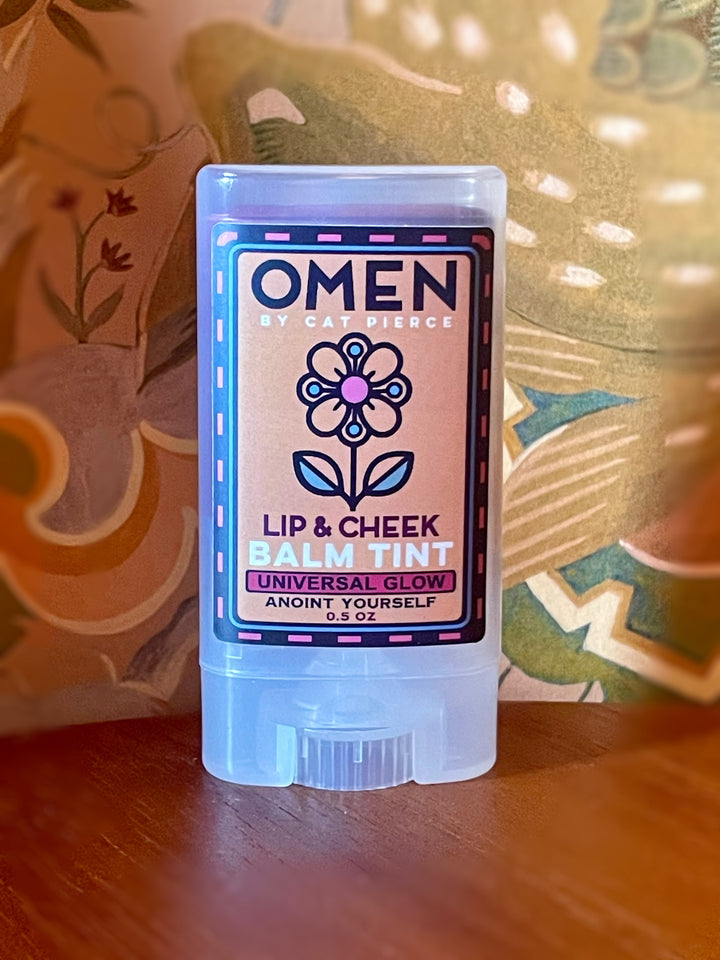 OMEN
BY CAT PIERCE
LIP & CHEEK
BALM TINT
UNIVERSAL GLOW
ANOINT YOURSELF
0.5 OZ